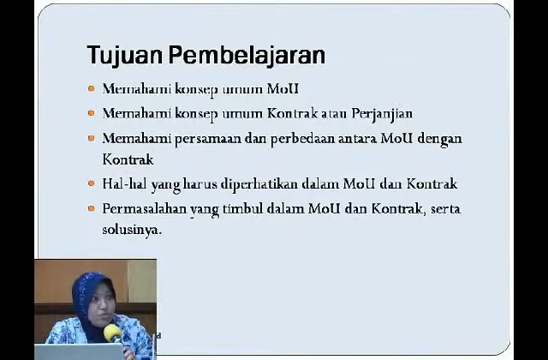 Tujuan Pembelajaran
Memahami konsep umum MoU
Memahami konsep umum Kontrak atau Perjanjian
Memahami persamaan dan perbedaan antara MoU dengan
Kontrak
Hal-hal yang harus diperhatikan dalam MoU dan Kontrak
Permasalahan yang timbul dalam MoU dan Kontrak, serta
solusinya.